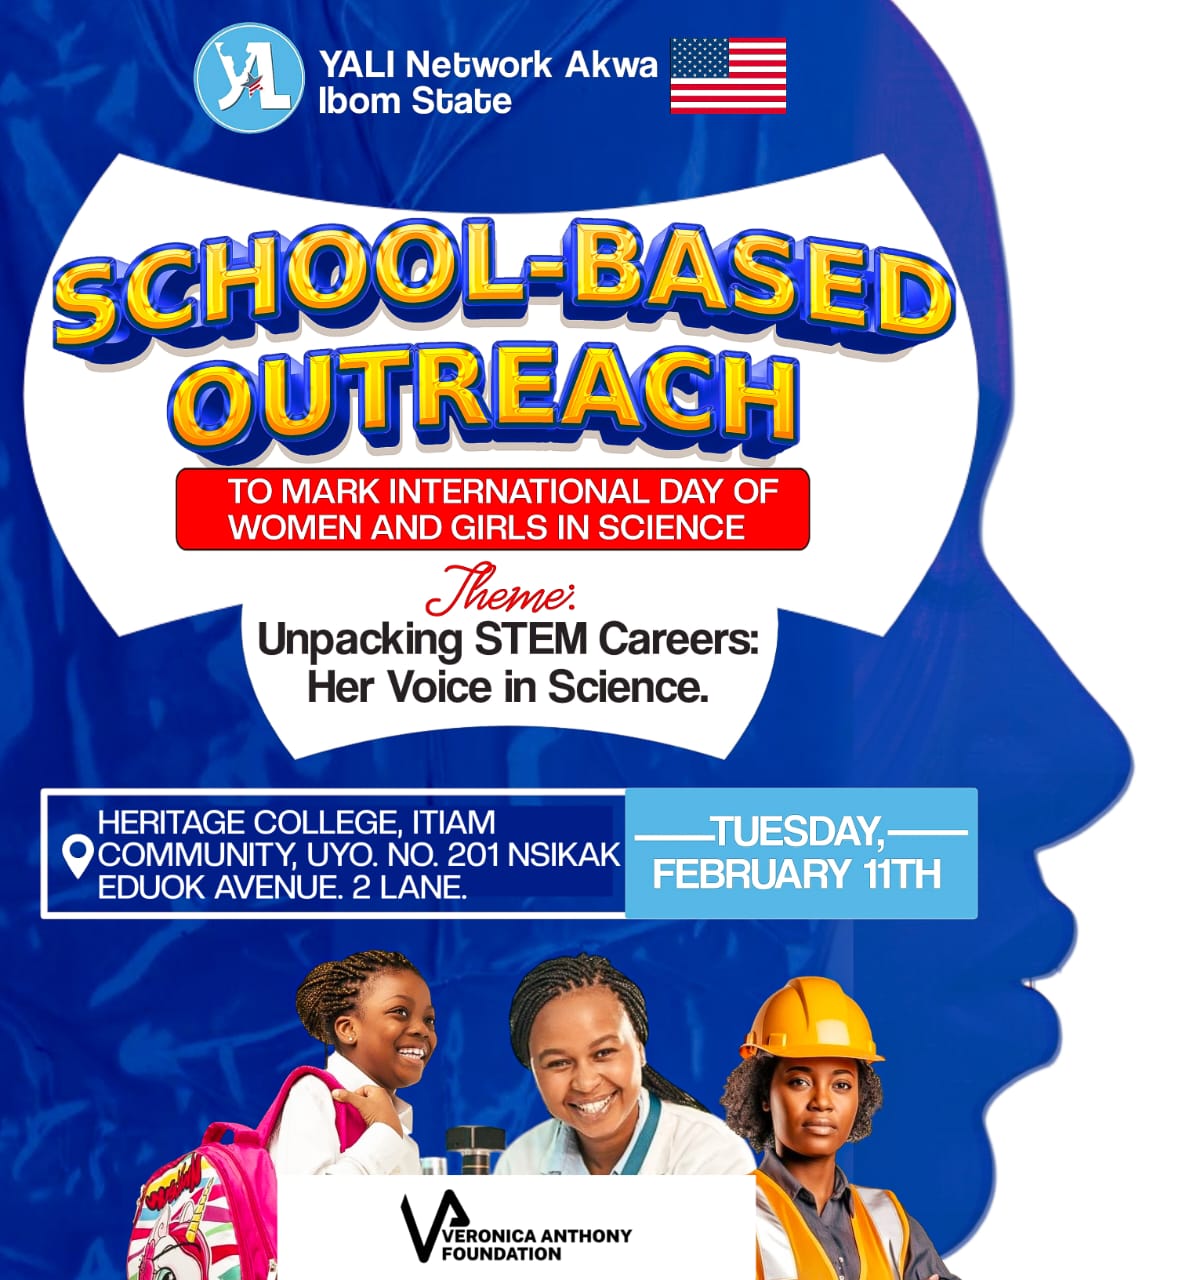 YALI Network Akwa
Ibom State
SCHOOL-BASED
OUTREACH
TO MARK INTERNATIONAL DAY OF
WOMEN AND GIRLS IN SCIENCE
Theme:
Unpacking STEM Careers:
Her Voice in Science.
HERITAGE COLLEGE, ITIAM
COMMUNITY, UYO. NO. 201 NSIKAK
EDUOK AVENUE. 2 LANE.
TUESDAY,
FEBRUARY 11TH
VERONICA ANTHONY
FOUNDATION